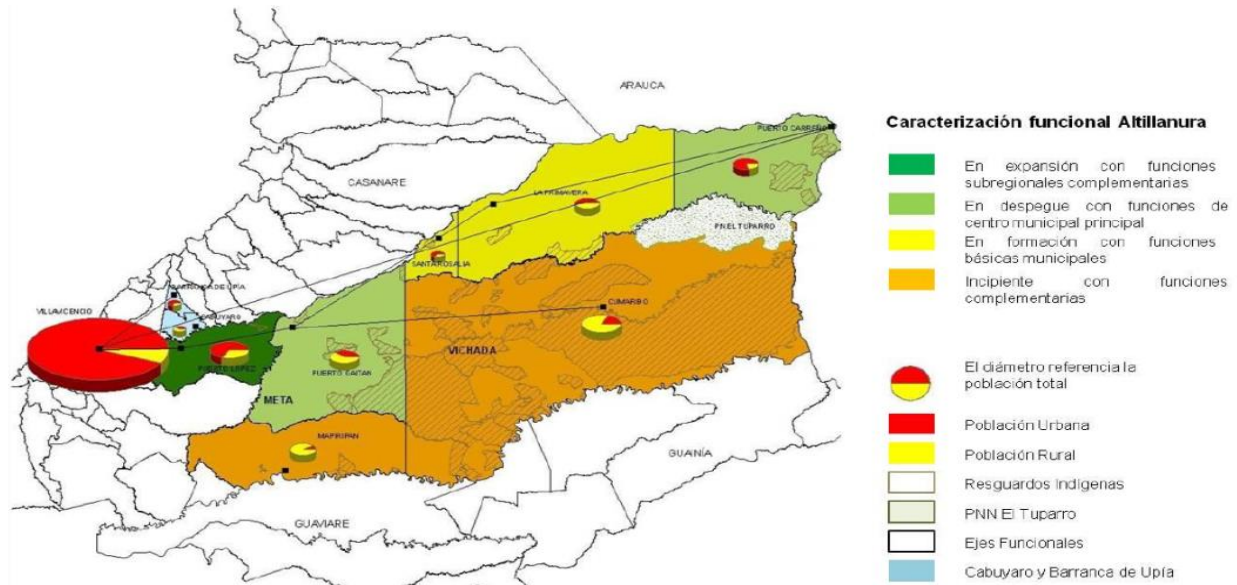 ARAUCA
PUERTO CARREÑO
CASANARE
LA PRIMAVERA
PNN EL TUPARRO
SANTA ROSALIA
BARRANCA DE UPÍA
VILLAVICENCIO
CABUYARO
CUMARIBO
PUERTO LOPEZ
PUERTO GAITAN
VICHADA
META
MAPIRIPAN
GUAINÍA
GUAVIARE
Caracterización funcional Altillanura
En expansión con funciones
subregionales complementarias
En despegue con funciones de
centro municipal principal
En formación con funciones
básicas municipales
Incipiente con funciones
complementarias
El diámetro referencia la
población total
Población Urbana
Población Rural
Resguardos Indígenas
PNN El Tuparro
Ejes Funcionales
Cabuyaro y Barranca de Upía